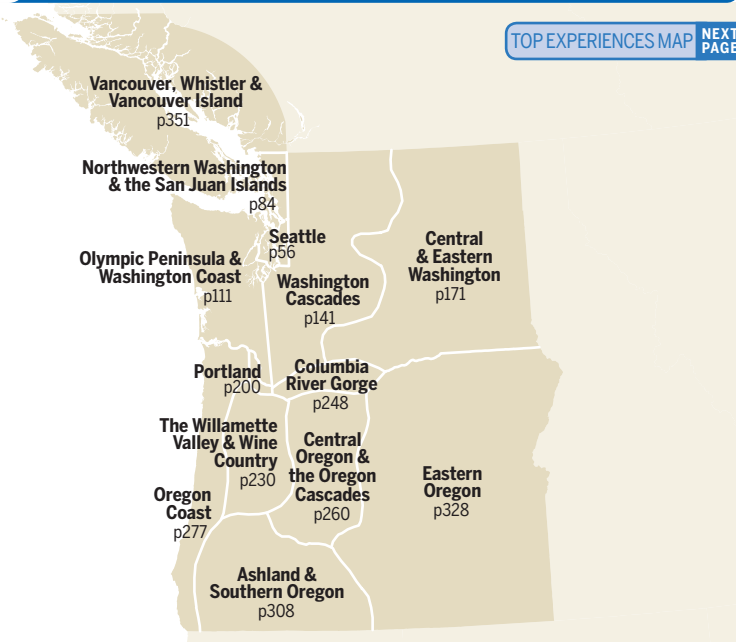 TOP EXPERIENCES MAP
NEXT
PAGE
Vancouver, Whistler &
Vancouver Island
p351
Northwestern Washington
& the San Juan Islands
p84
Seattle
p56
Olympic Peninsula &
Washington Coast
p111
Washington
Cascades
p141
Central
& Eastern
Washington
p171
Portland
p200
Columbia
River Gorge
p248
The Willamette
Valley & Wine
Country
p230
Central
Oregon &
the Oregon
Cascades
p260
Eastern
Oregon
p328
Oregon
Coast
p277
Ashland &
Southern Oregon
p308